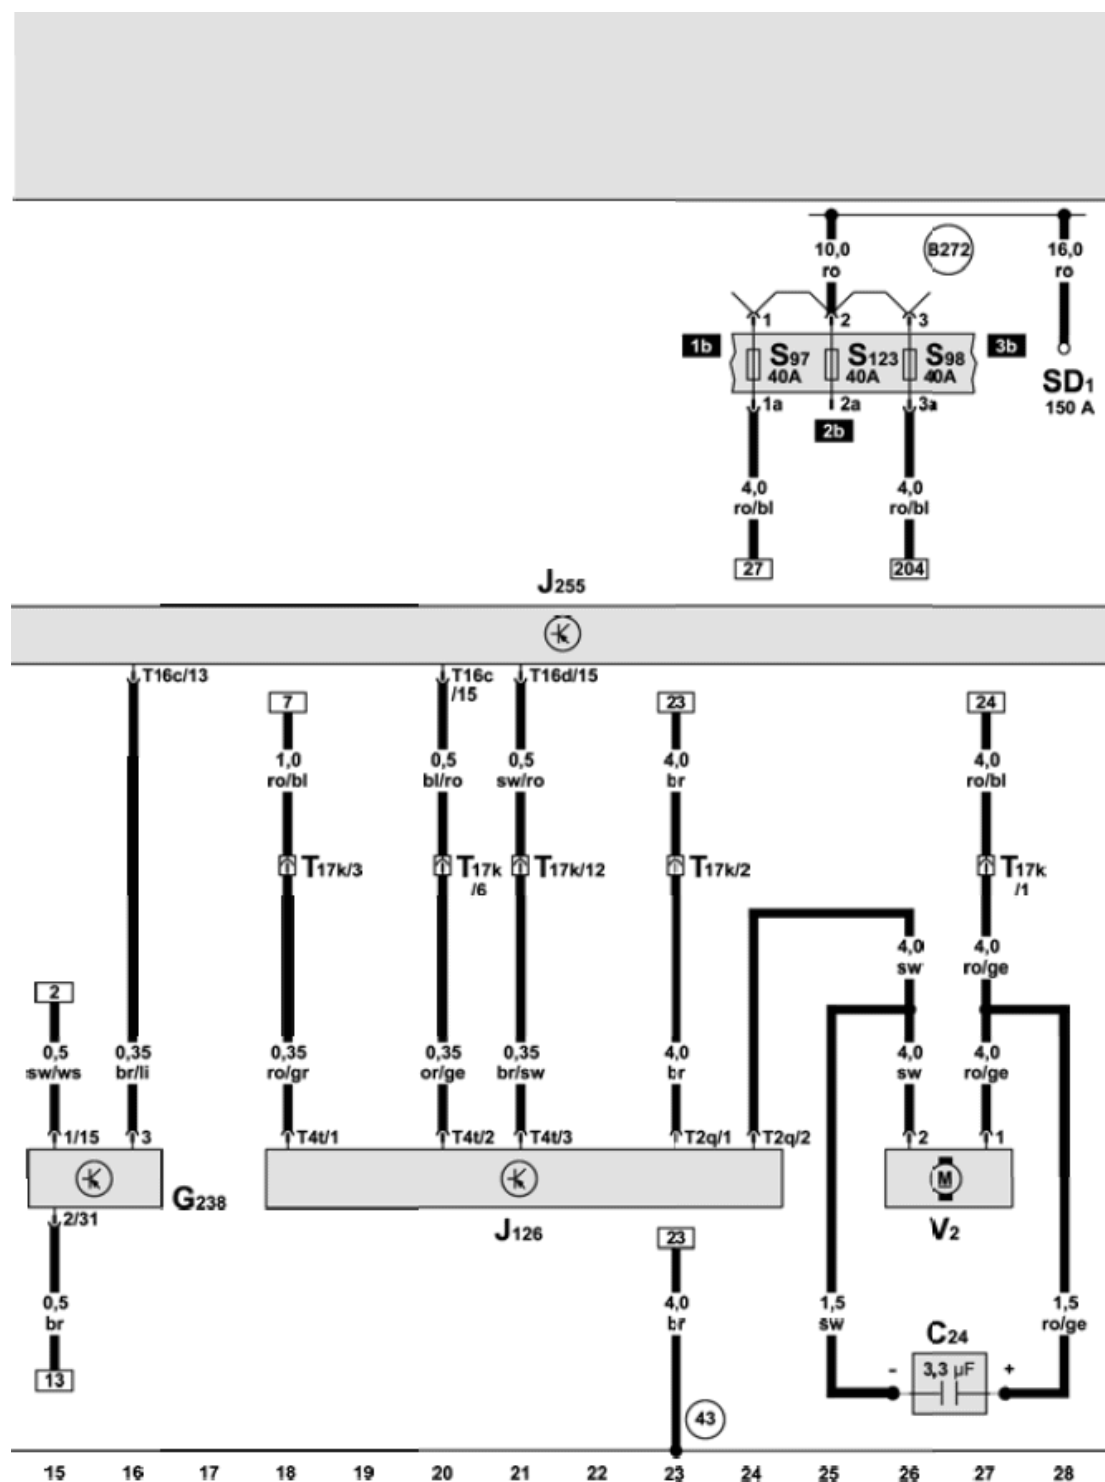 10,0
ro
B272
16,0
ro
1 2 3
1b
S97
40A
S123
40A
S98
40A
3b
SD1
150 A
1a 2a 3a
2b
4,0
ro/bl
4,0
ro/bl
27
204
J255
T16c/13
T16c
/15
T16d/15
7
23
24
1,0
ro/bl
0,5
bl/ro
0,5
sw/ro
4,0
br
4,0
ro/bl
T17k/3
T17k
/6
T17k/12
T17k/2
T17k
/1
4,0
sw
4,0
ro/ge
2
0,5
sw/ws
0,35
br/li
0,35
ro/gr
0,35
or/ge
0,35
br/sw
4,0
br
4,0
sw
4,0
ro/ge
1/15
3
T4t/1
T4t/2
T4t/3
T2q/1
T2q/2
2
1
M
G238
2/31
J126
V2
23
0,5
br
4,0
br
1,5
sw
1,5
ro/ge
C24
13
- 3,3 µF +
43
15 16 17 18 19 20 21 22 23 24 25 26 27 28